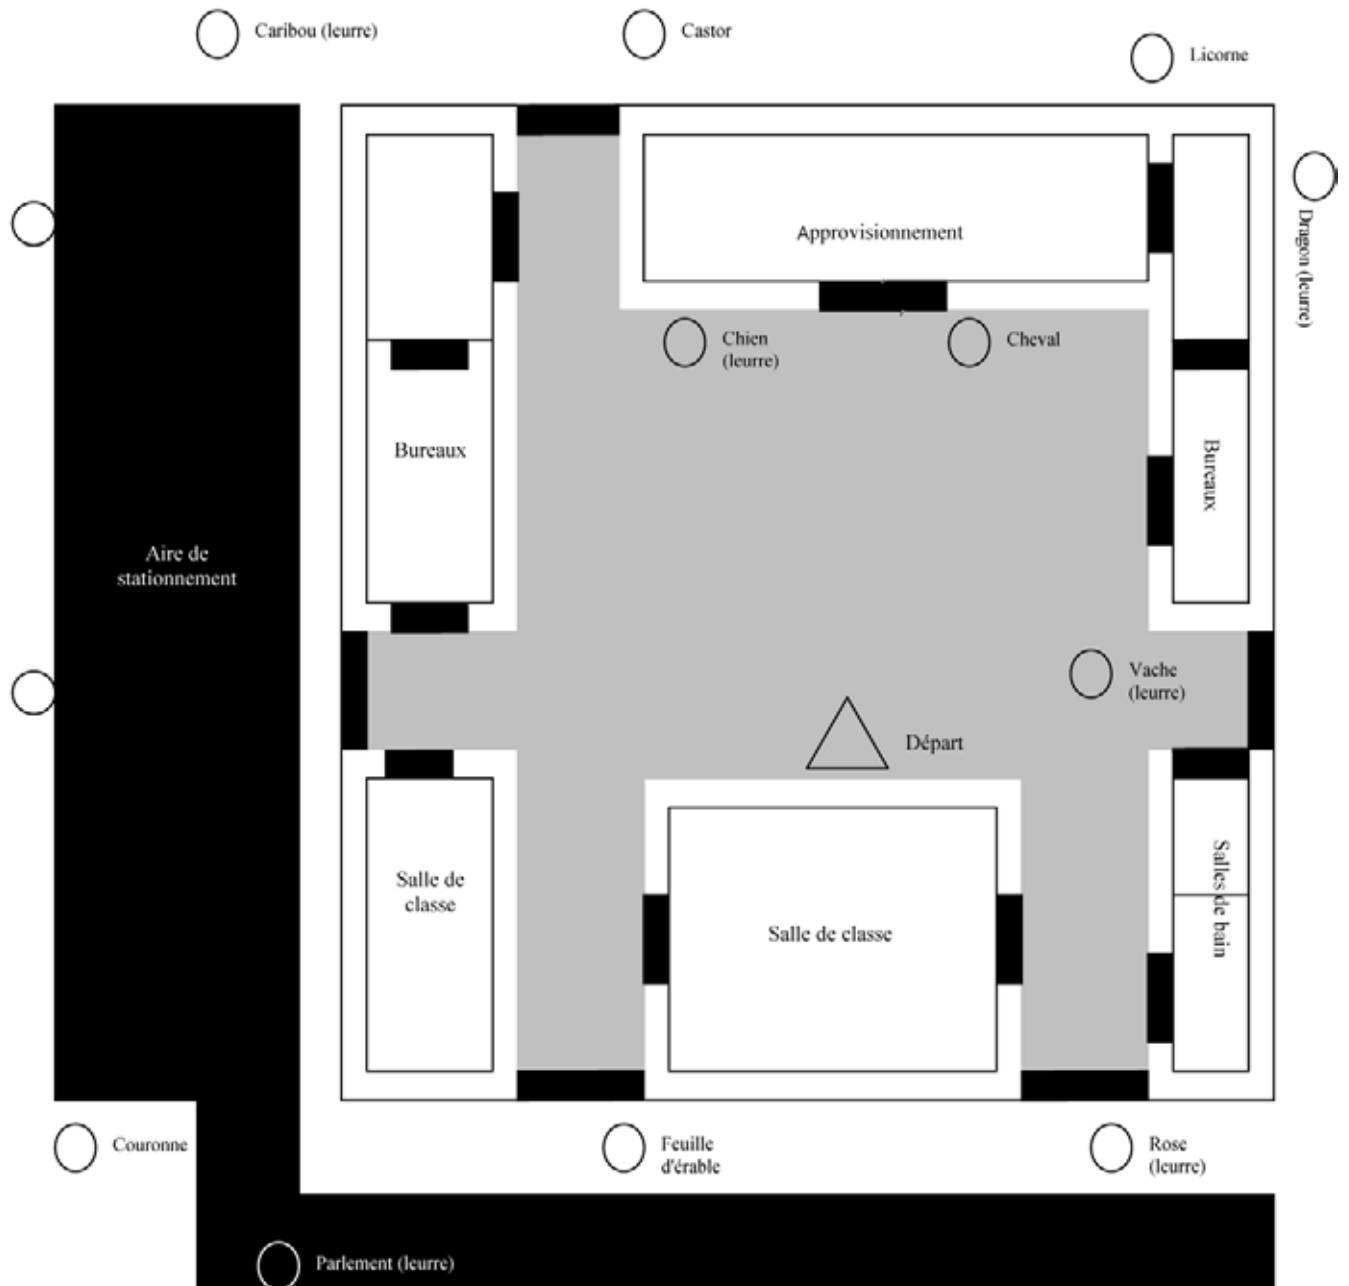 Caribou (leurre)
Castor
Licorne
Dragon (leurre)
Approvisionnement
Chien
(leurre)
Cheval
Bureaux
Bureaux
Aire de
stationnement
Vache
(leurre)
Départ
Salle de
classe
Salle de classe
Salles de bain
Couronne
Feuille
d'érable
Rose
(leurre)
Parlement (leurre)